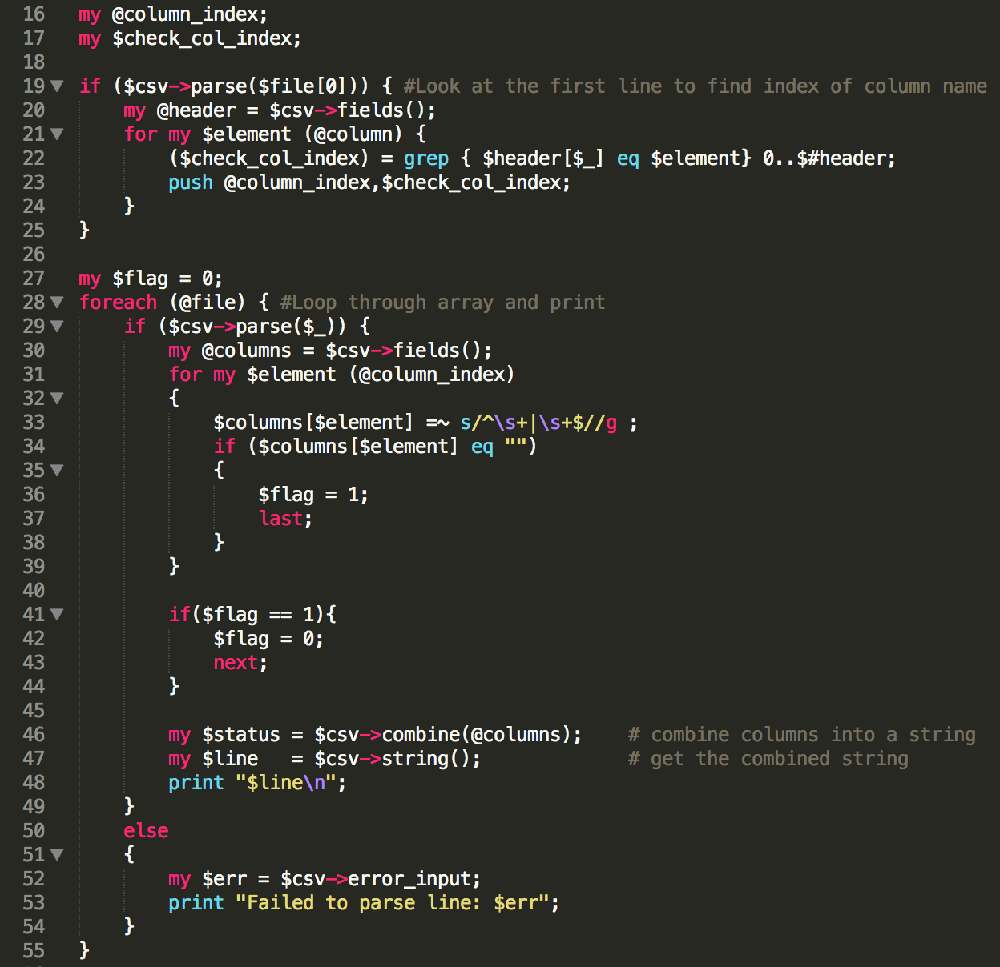 16 my @column_index;
17 my $check_col_index;
18
19 if ($csv->parse($file[0])) { #Look at the first line to find index of column name
20     my @header = $csv->fields();
21     for my $element (@column) {
22         ($check_col_index) = grep { $header[$_] eq $element} 0..$#header;
23         push @column_index,$check_col_index;
24     }
25 }
26
27 my $flag = 0;
28 foreach (@file) { #Loop through array and print
29     if ($csv->parse($_)) {
30         my @columns = $csv->fields();
31         for my $element (@column_index)
32         {
33             $columns[$element] =~ s/^\s+|\s+$//g ;
34             if ($columns[$element] eq "")
35             {
36                 $flag = 1;
37                 last;
38             }
39         }
40
41         if($flag == 1){
42             $flag = 0;
43             next;
44         }
45
46         my $status = $csv->combine(@columns);    # combine columns into a string
47         my $line   = $csv->string();             # get the combined string
48         print "$line\n";
49     }
50     else
51     {
52         my $err = $csv->error_input;
53         print "Failed to parse line: $err";
54     }
55 }